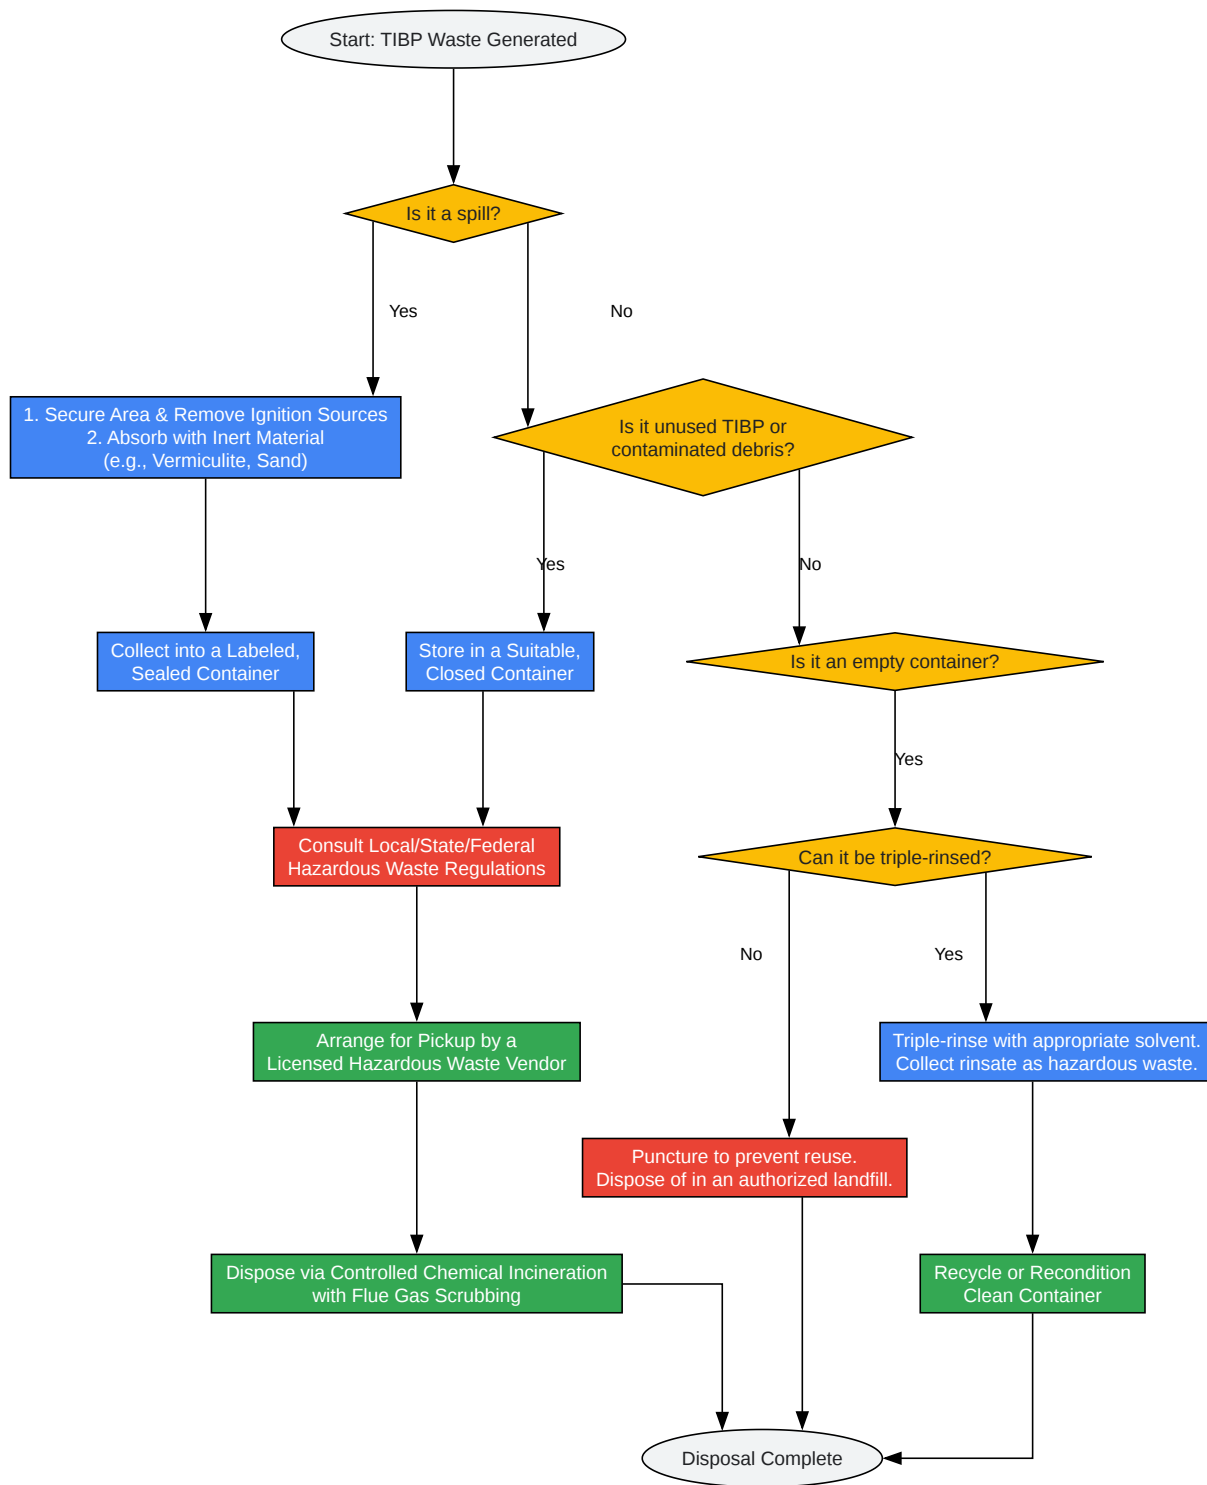 Start: TIBP Waste Generated
Is it a spill?
Yes
No
1. Secure Area & Remove Ignition Sources
2. Absorb with Inert Material
(e.g., Vermiculite, Sand)
Is it unused TIBP or
contaminated debris?
Yes
No
Collect into a Labeled,
Sealed Container
Store in a Suitable,
Closed Container
Is it an empty container?
Yes
Consult Local/State/Federal
Hazardous Waste Regulations
Can it be triple-rinsed?
No
Yes
Arrange for Pickup by a
Licensed Hazardous Waste Vendor
Triple-rinse with appropriate solvent.
Collect rinsate as hazardous waste.
Puncture to prevent reuse.
Dispose of in an authorized landfill.
Dispose via Controlled Chemical Incineration
with Flue Gas Scrubbing
Recycle or Recondition
Clean Container
Disposal Complete